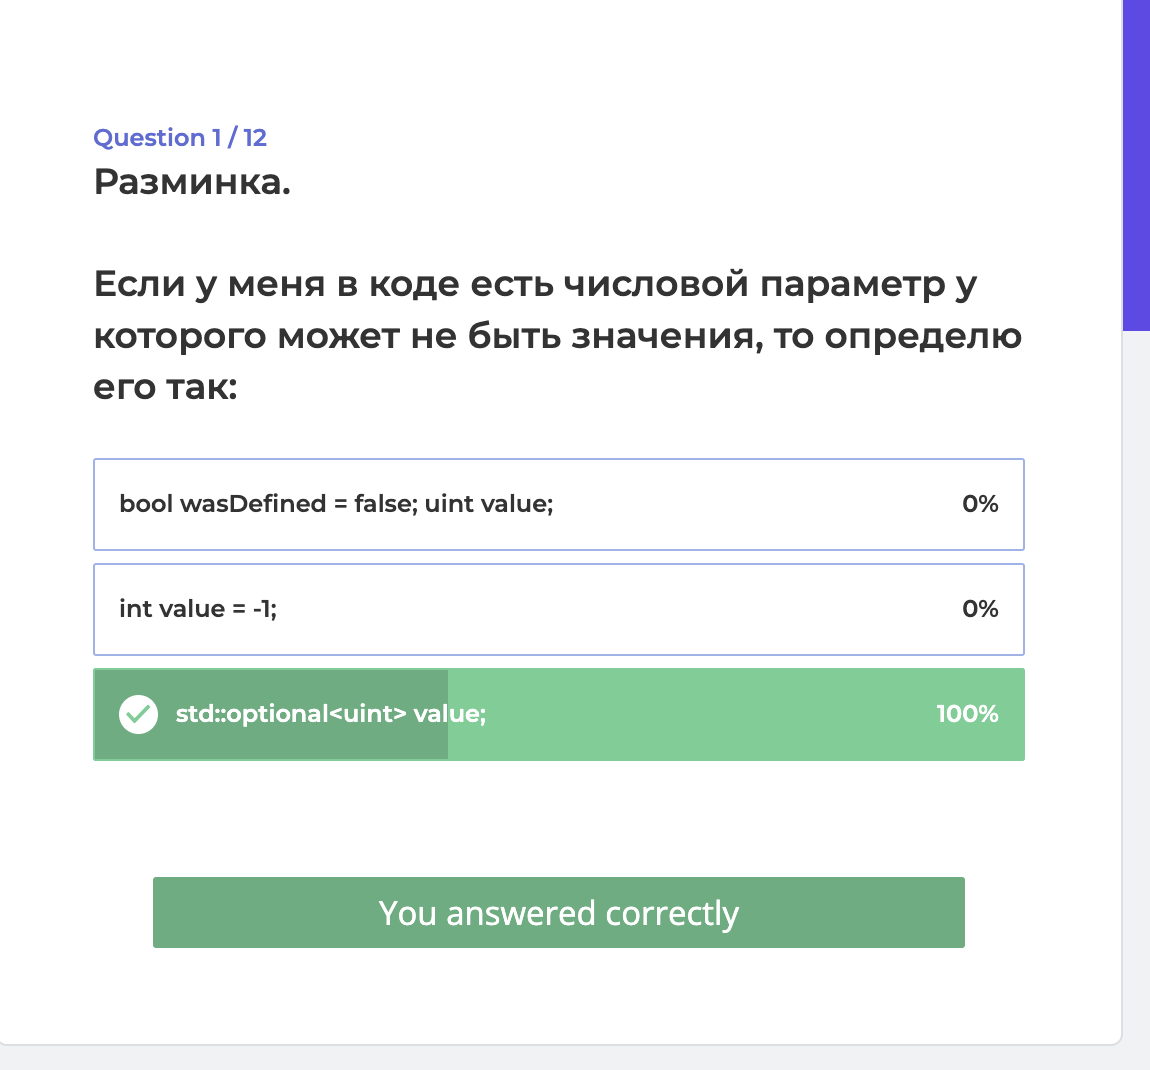 Question 1 / 12
Разминка.
Если у меня в коде есть числовой параметр у
которого может не быть значения, то определю
его так:
bool wasDefined = false; uint value; 0%
int value = -1; 0%
std::optional<uint> value; 100%
You answered correctly